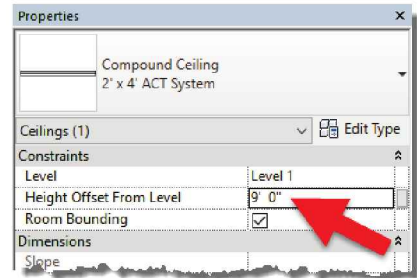 Properties ×
Compound Ceiling
2' x 4' ACT System
Ceilings (1) Edit Type
Constraints
Level Level 1
Height Offset From Level 9' 0"
Room Bounding
Dimensions
Slope